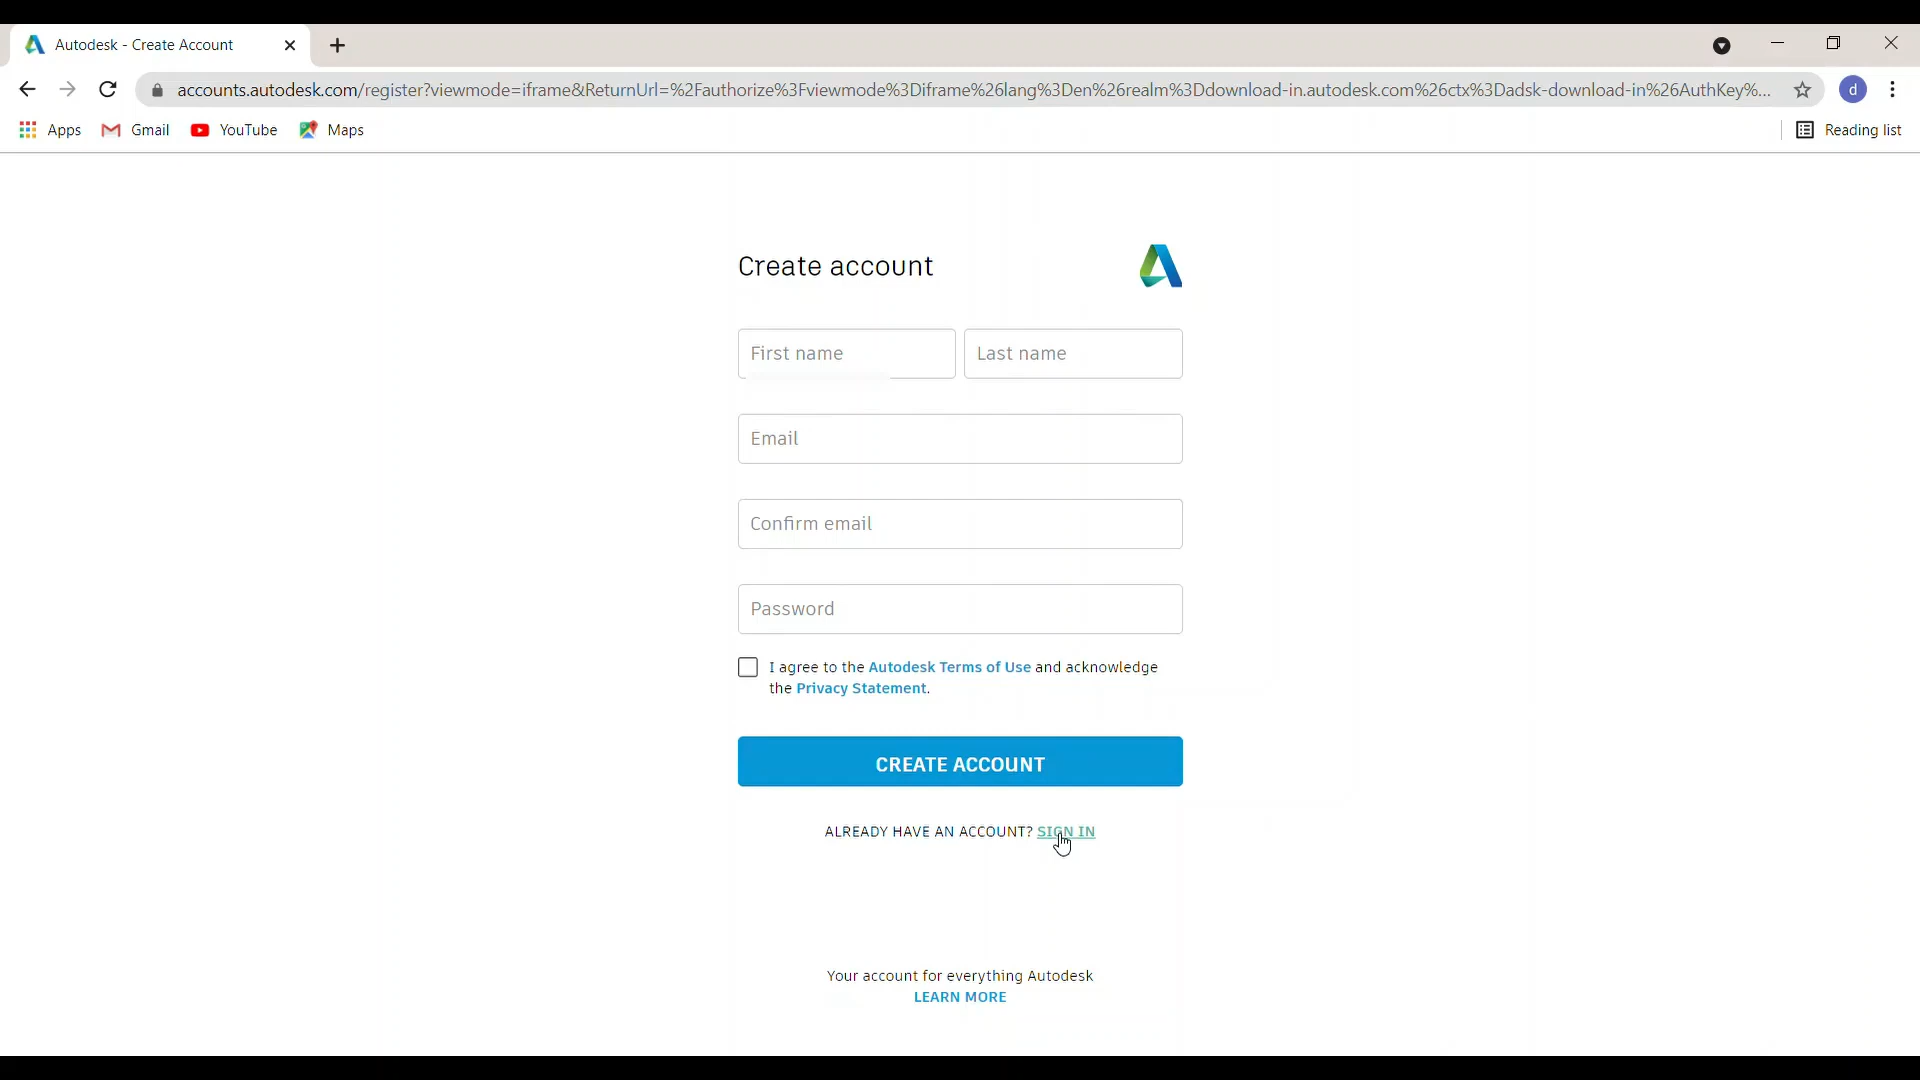 Autodesk - Create Account
accounts.autodesk.com/register?viewmode=iframe&ReturnUrl=%2Fauthorize%3Fviewmode%3Diframe%26lang%3Den%26realm%3Ddownload-in.autodesk.com%26ctx%3Dadsk-download-in%26AuthKey%...
d
Apps Gmail YouTube Maps Reading list
Create account
First name Last name
Email
Confirm email
Password
I agree to the Autodesk Terms of Use and acknowledge
the Privacy Statement.
CREATE ACCOUNT
ALREADY HAVE AN ACCOUNT? SIGN IN
Your account for everything Autodesk
LEARN MORE